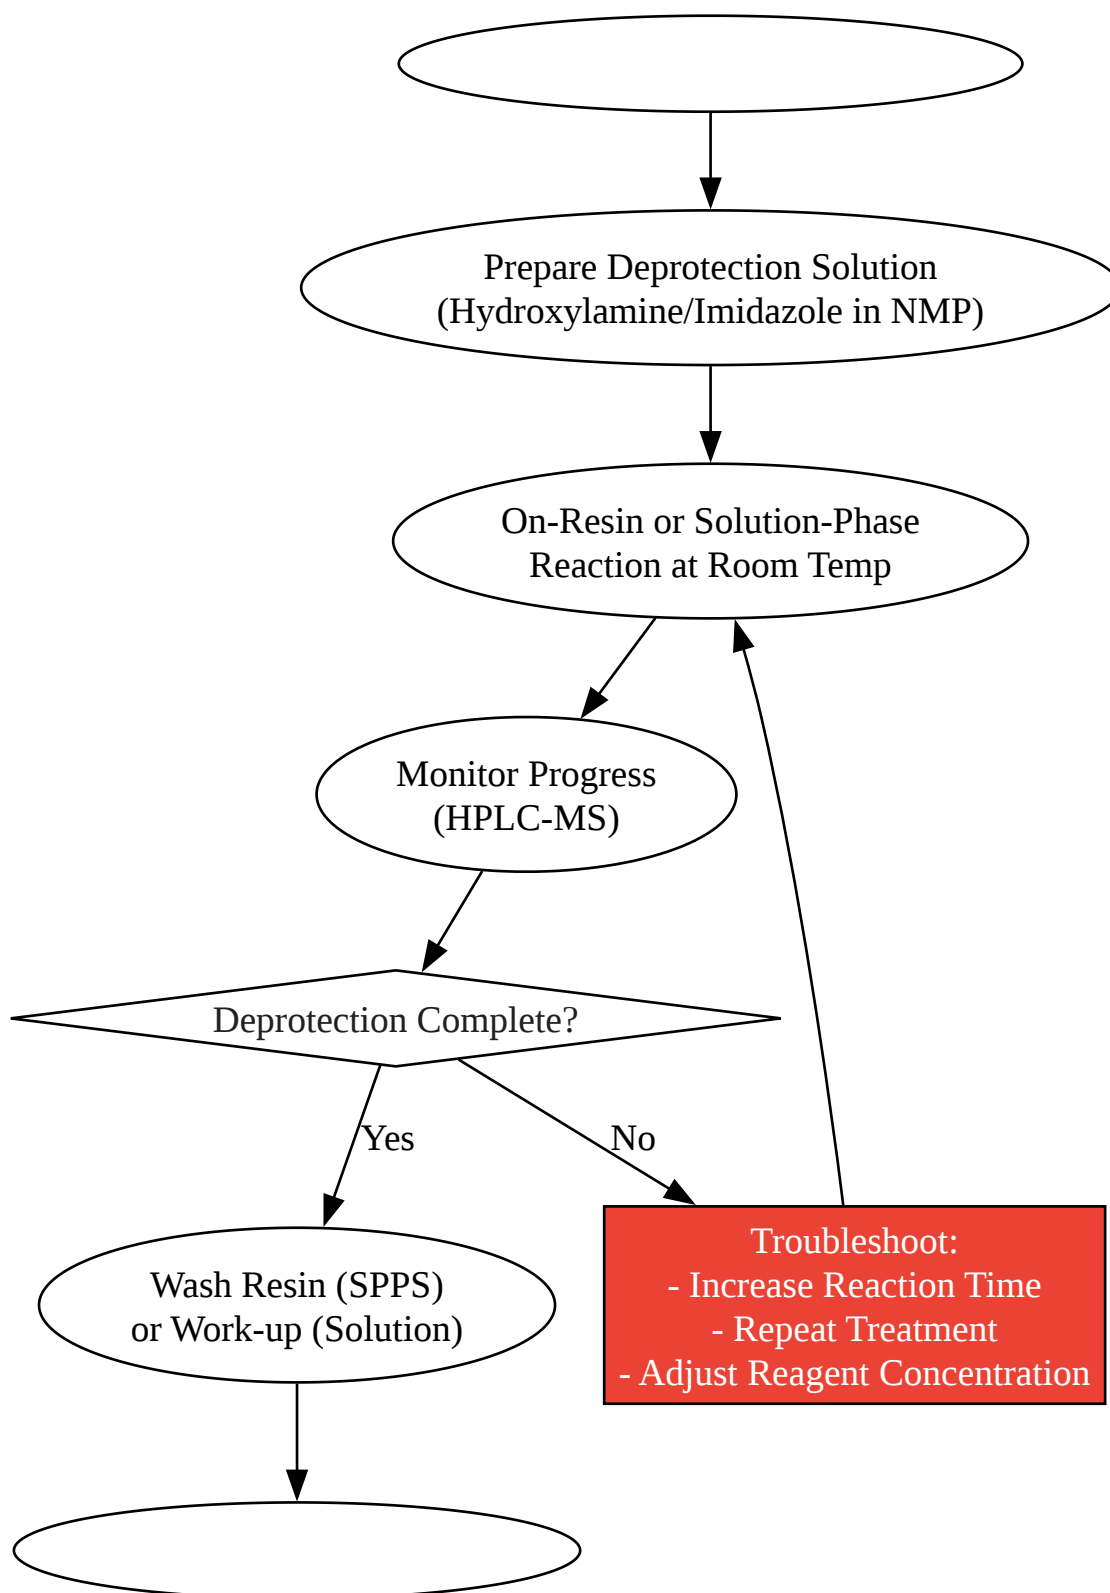 Prepare Deprotection Solution
(Hydroxylamine/Imidazole in NMP)
On-Resin or Solution-Phase
Reaction at Room Temp
Monitor Progress
(HPLC-MS)
Deprotection Complete?
Yes
No
Wash Resin (SPPS)
or Work-up (Solution)
Troubleshoot:
- Increase Reaction Time
- Repeat Treatment
- Adjust Reagent Concentration